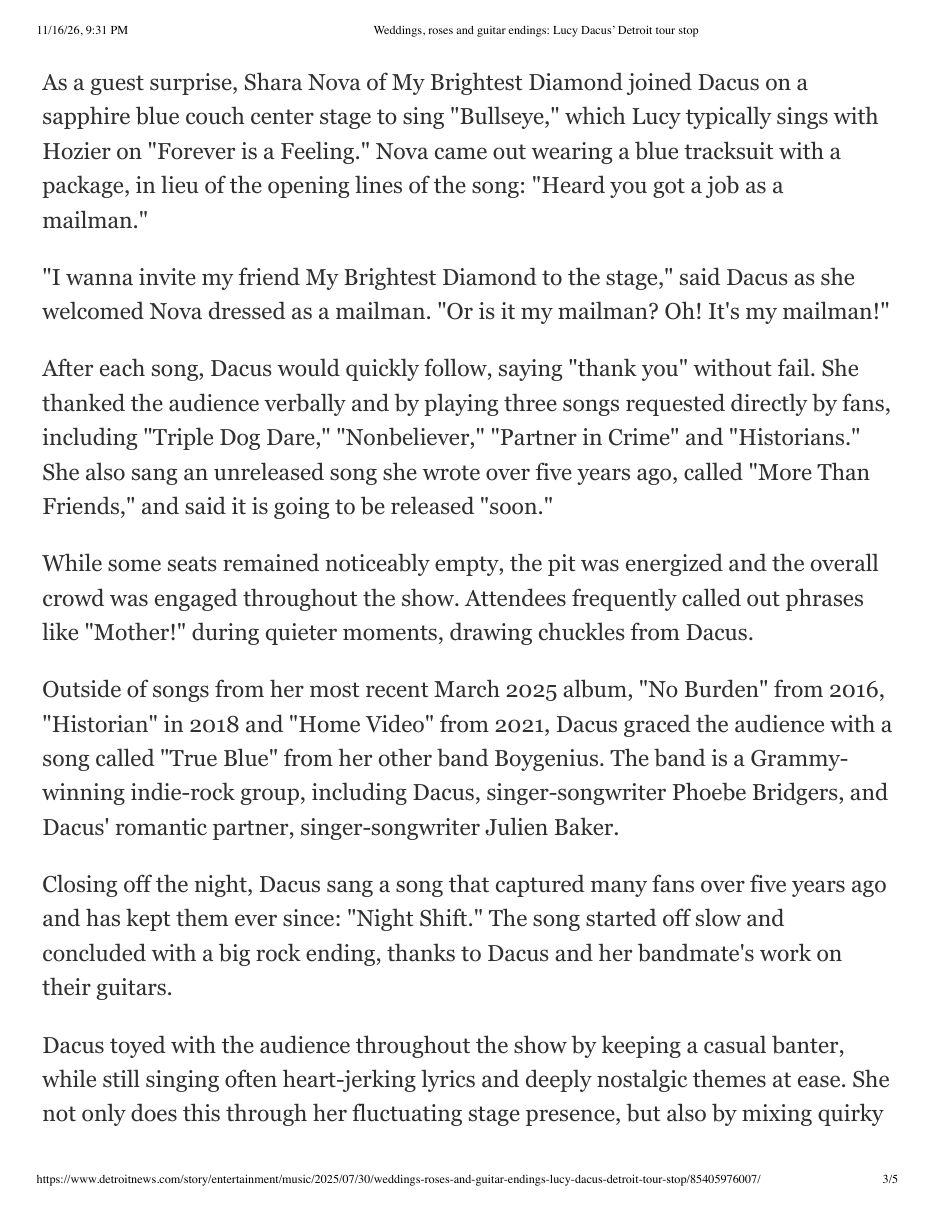 11/16/26, 9:31 PM Weddings, roses and guitar endings: Lucy Dacus’ Detroit tour stop
As a guest surprise, Shara Nova of My Brightest Diamond joined Dacus on a
sapphire blue couch center stage to sing "Bullseye," which Lucy typically sings with
Hozier on "Forever is a Feeling." Nova came out wearing a blue tracksuit with a
package, in lieu of the opening lines of the song: "Heard you got a job as a
mailman."
"I wanna invite my friend My Brightest Diamond to the stage," said Dacus as she
welcomed Nova dressed as a mailman. "Or is it my mailman? Oh! It's my mailman!"
After each song, Dacus would quickly follow, saying "thank you" without fail. She
thanked the audience verbally and by playing three songs requested directly by fans,
including "Triple Dog Dare," "Nonbeliever," "Partner in Crime" and "Historians."
She also sang an unreleased song she wrote over five years ago, called "More Than
Friends," and said it is going to be released "soon."
While some seats remained noticeably empty, the pit was energized and the overall
crowd was engaged throughout the show. Attendees frequently called out phrases
like "Mother!" during quieter moments, drawing chuckles from Dacus.
Outside of songs from her most recent March 2025 album, "No Burden" from 2016,
"Historian" in 2018 and "Home Video" from 2021, Dacus graced the audience with a
song called "True Blue" from her other band Boygenius. The band is a Grammy-
winning indie-rock group, including Dacus, singer-songwriter Phoebe Bridgers, and
Dacus' romantic partner, singer-songwriter Julien Baker.
Closing off the night, Dacus sang a song that captured many fans over five years ago
and has kept them ever since: "Night Shift." The song started off slow and
concluded with a big rock ending, thanks to Dacus and her bandmate's work on
their guitars.
Dacus toyed with the audience throughout the show by keeping a casual banter,
while still singing often heart-jerking lyrics and deeply nostalgic themes at ease. She
not only does this through her fluctuating stage presence, but also by mixing quirky
https://www.detroitnews.com/story/entertainment/music/2025/07/30/weddings-roses-and-guitar-endings-lucy-dacus-detroit-tour-stop/85405976007/ 3/5